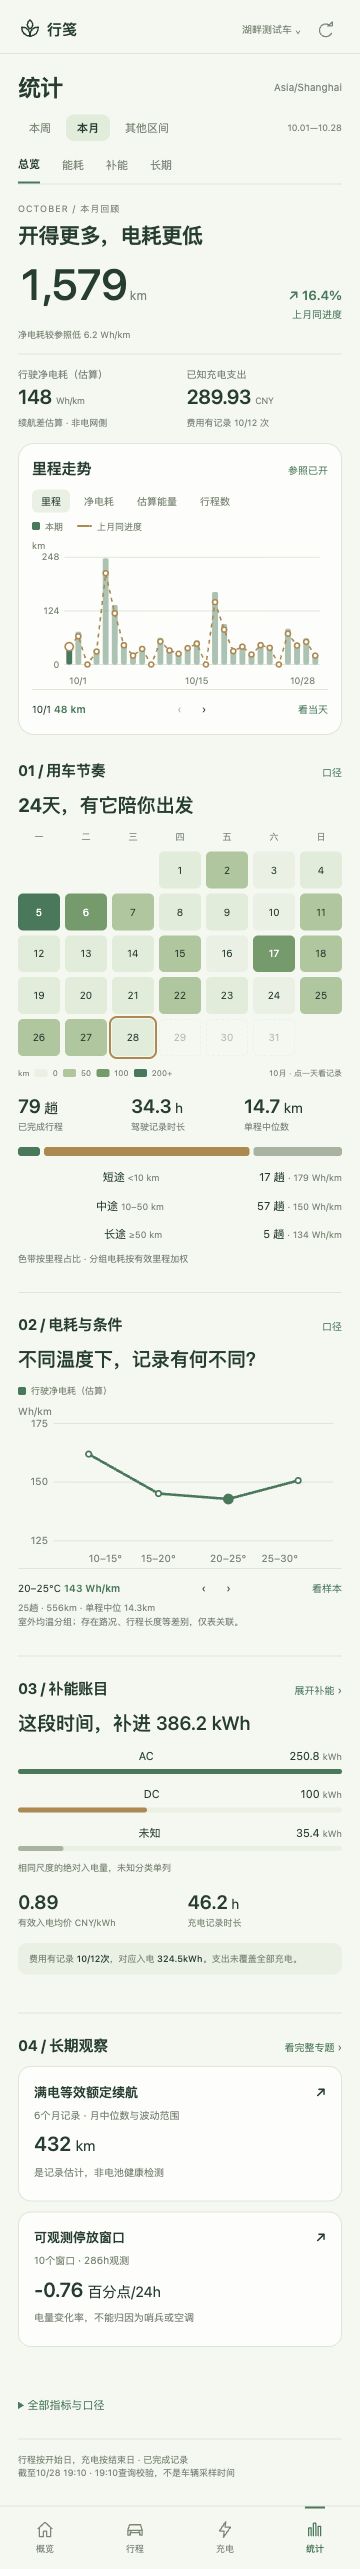 行笺
湖畔测试车
统计
Asia/Shanghai
本周 本月 其他区间 10.01—10.28
总览 能耗 补能 长期
OCTOBER / 本月回顾
开得更多，电耗更低
1,579 km
↗ 16.4%
上月同进度
净电耗较参照低 6.2 Wh/km
行驶净电耗（估算） 已知充电支出
148 Wh/km 289.93 CNY
续航差估算 · 非电网侧 费用有记录 10/12 次
里程走势 参照已开
里程 净电耗 估算能量 行程数
本期 上月同进度
km
248
124
0
10/1 10/15 10/28
10/1 48 km ‹ › 看当天
01 / 用车节奏 口径
24天，有它陪你出发
一 二 三 四 五 六 日
1 2 3 4
5 6 7 8 9 10 11
12 13 14 15 16 17 18
19 20 21 22 23 24 25
26 27 28 29 30 31
km 0 50 100 200+ 10月 · 点一天看记录
79 趟 34.3 h 14.7 km
已完成行程 驾驶记录时长 单程中位数
短途 <10 km 17 趟 · 179 Wh/km
中途 10–50 km 57 趟 · 150 Wh/km
长途 ≥50 km 5 趟 · 134 Wh/km
色带按里程占比 · 分组电耗按有效里程加权
02 / 电耗与条件 口径
不同温度下，记录有何不同？
行驶净电耗（估算）
Wh/km
175
150
125
10–15° 15–20° 20–25° 25–30°
20–25°C 143 Wh/km ‹ › 看样本
25趟 · 556km · 单程中位 14.3km
室外均温分组；存在路况、行程长度等差别，仅表关联。
03 / 补能账目 展开补能 ›
这段时间，补进 386.2 kWh
AC 250.8 kWh
DC 100 kWh
未知 35.4 kWh
相同尺度的绝对入电量，未知分类单列
0.89 46.2 h
有效入电均价 CNY/kWh 充电记录时长
费用有记录 10/12次，对应入电 324.5kWh。支出未覆盖全部充电。
04 / 长期观察 看完整专题 ›
满电等效额定续航 ↗
6个月记录 · 月中位数与波动范围
432 km
是记录估计，非电池健康检测
可观测停放窗口 ↗
10个窗口 · 286h观测
-0.76 百分点/24h
电量变化率，不能归因为哨兵或空调
▶ 全部指标与口径
行程按开始日，充电按结束日 · 已完成记录
截至10/28 19:10 · 19:10查询校验，不是车辆采样时间
概览 行程 充电 统计